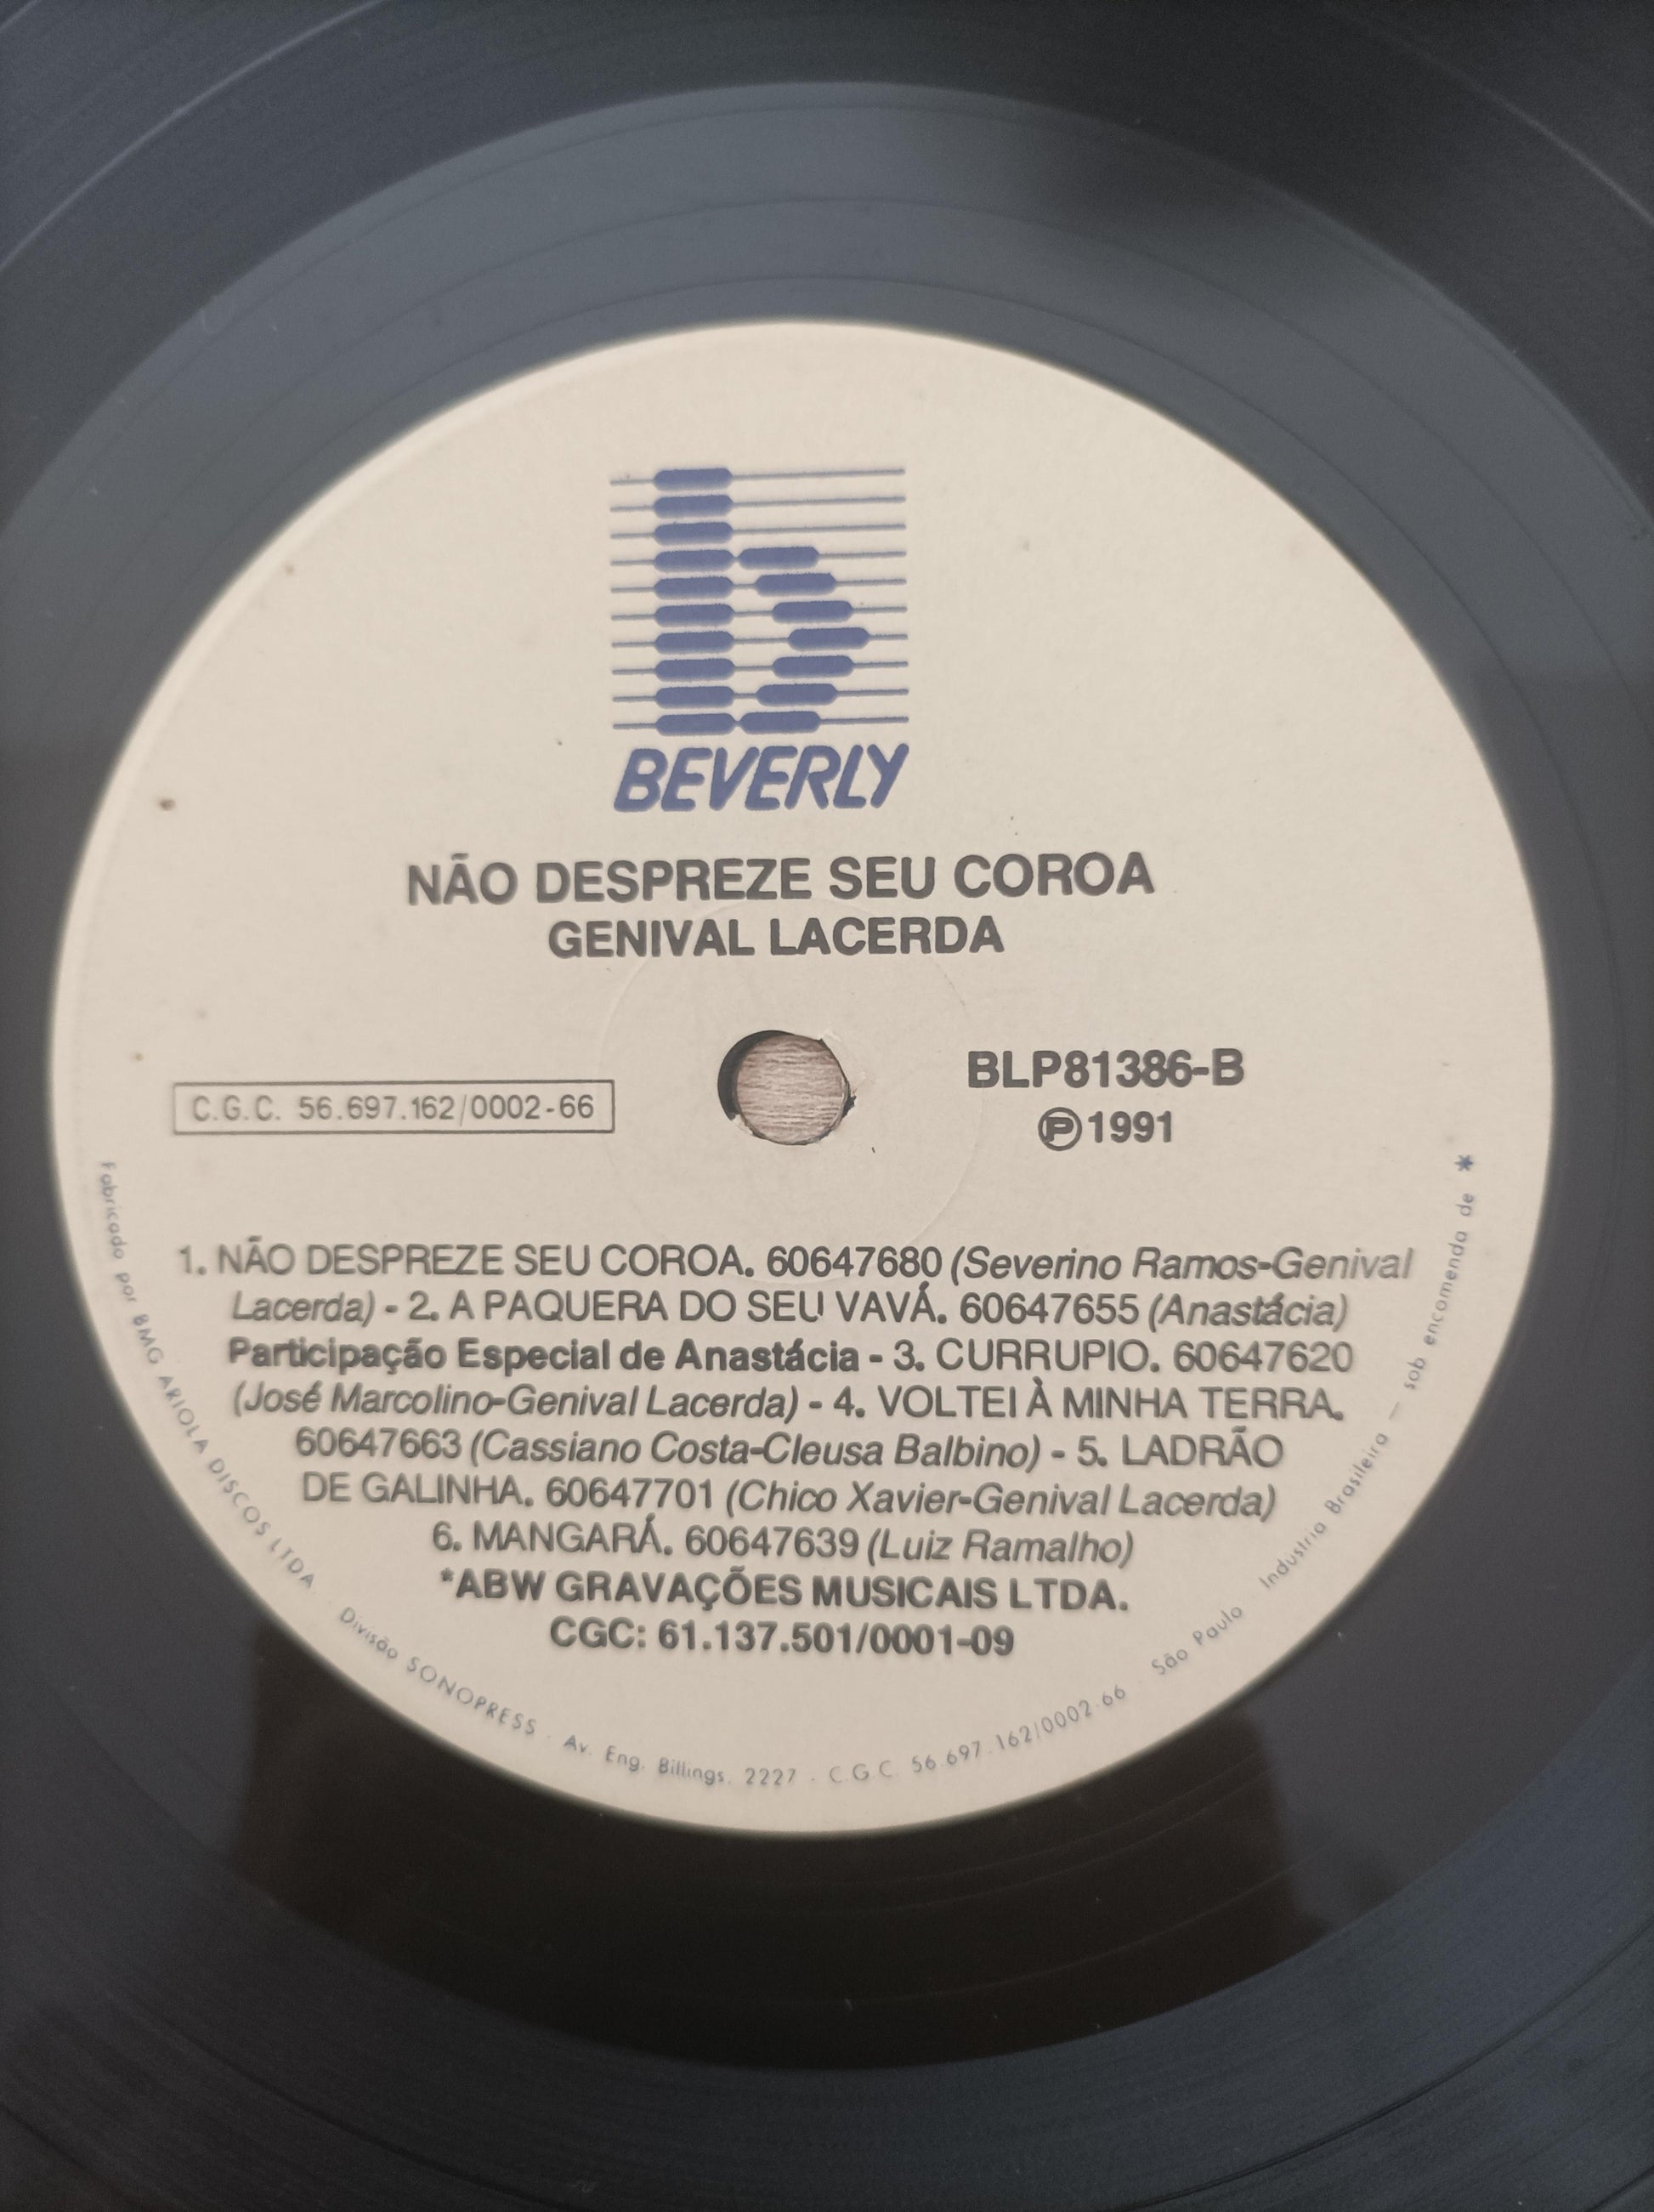 BEVERLY
NÃO DESPREZE SEU COROA
GENIVAL LACERDA
C.G.C. 56.697.162/0002-66
BLP81386-B
Ⓟ1991
1. NÃO DESPREZE SEU COROA. 60647680 (Severino Ramos-Genival
Lacerda) - 2. A PAQUERA DO SEU VAVÁ. 60647655 (Anastácia)
Participação Especial de Anastácia - 3. CURRUPIO. 60647620
(José Marcolino-Genival Lacerda) - 4. VOLTEI À MINHA TERRA.
60647663 (Cassiano Costa-Cleusa Balbino) - 5. LADRÃO
DE GALINHA. 60647701 (Chico Xavier-Genival Lacerda)
6. MANGARÁ. 60647639 (Luiz Ramalho)
*ABW GRAVAÇÕES MUSICAIS LTDA.
CGC: 61.137.501/0001-09
Fabricado por BMG ARIOLA DISCOS LTDA. Divisão SONOPRESS - Av. Eng. Billings, 2227 - C.G.C. 56.697.162/0002-66 - São Paulo - Industria Brasileira — sob encomenda de *